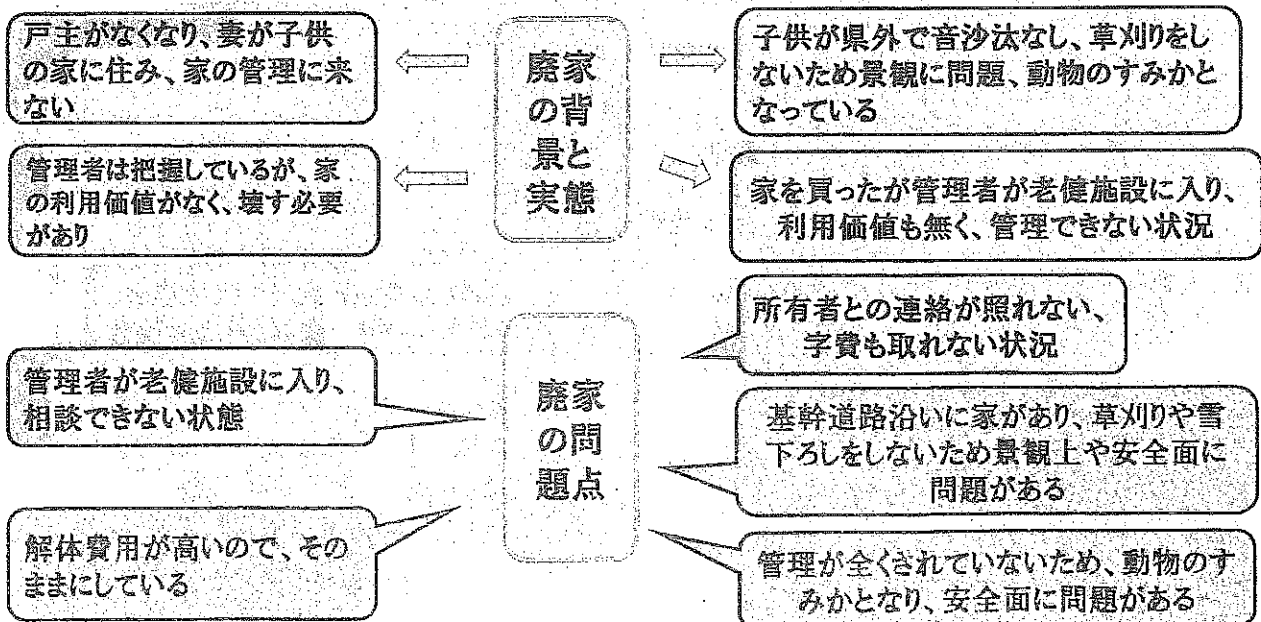 戸主がなくなり、妻が子供
の家に住み、家の管理に来
ない
管理者は把握しているが、家
の利用価値がなく、壊す必要
があり
廃家
の背
景と
実態
子供が県外で音沙汰なし、草刈りをし
ないため景観に問題、動物のすみかと
なっている
家を買ったが管理者が老健施設に入り、
利用価値も無く、管理できない状況
管理者が老健施設に入り、
相談できない状態
解体費用が高いので、その
ままにしている
廃家
の問
題点
所有者との連絡が照れない、
字費も取れない状況
基幹道路沿いに家があり、草刈りや雪
下ろしをしないため景観上や安全面に
問題がある
管理が全くされていないため、動物のす
みかとなり、安全面に問題がある